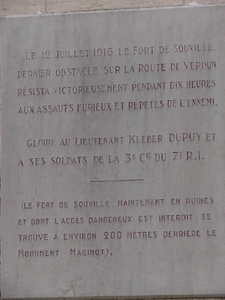 LE 12 JUILLET 1916 LE FORT DE SOUVILLE,
DERNIER OBSTACLE SUR LA ROUTE DE VERDUN
RÉSISTA VICTORIEUSEMENT PENDANT DIX HEURES
AUX ASSAUTS FURIEUX ET RÉPÉTÉS DE L'ENNEMI.
GLOIRE AU LIEUTENANT KLÉBER DUPUY ET
À SES SOLDATS DE LA 3E CIE DU 7E R.I.
(LE FORT DE SOUVILLE MAINTENANT EN RUINES
ET DONT L'ACCÈS DANGEREUX EST INTERDIT, SE
TROUVE À ENVIRON 200 MÈTRES DERRIÈRE LE
MONUMENT MAGINOT).